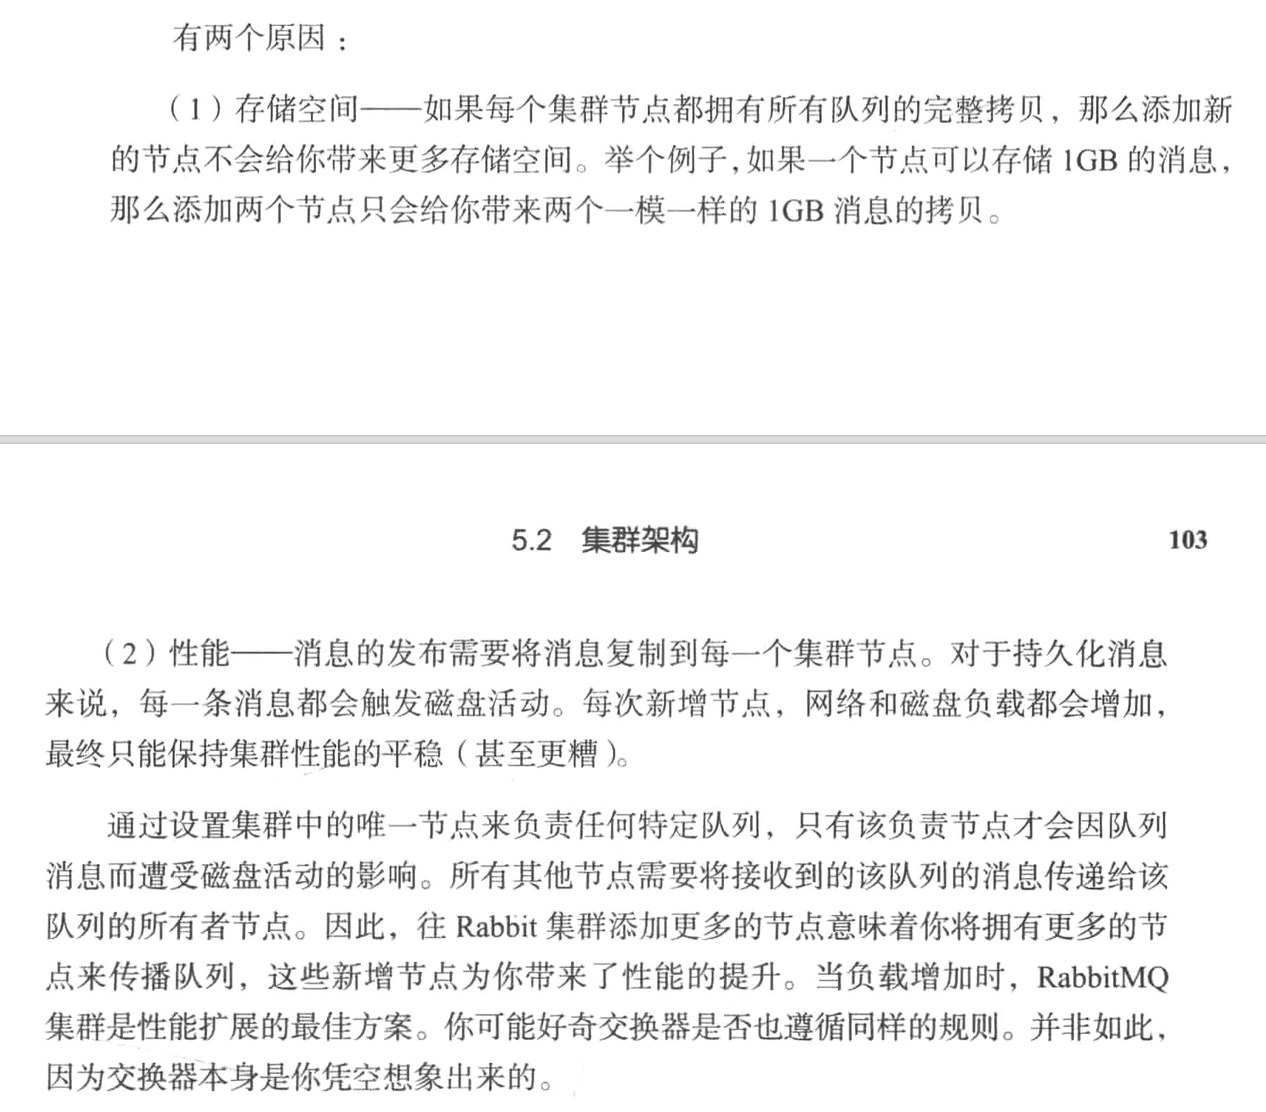 有两个原因：
（1）存储空间——如果每个集群节点都拥有所有队列的完整拷贝，那么添加新
的节点不会给你带来更多存储空间。举个例子，如果一个节点可以存储 1GB 的消息，
那么添加两个节点只会给你带来两个一模一样的 1GB 消息的拷贝。
5.2 集群架构 103
（2）性能——消息的发布需要将消息复制到每一个集群节点。对于持久化消息
来说，每一条消息都会触发磁盘活动。每次新增节点，网络和磁盘负载都会增加，
最终只能保持集群性能的平稳（甚至更糟）。
通过设置集群中的唯一节点来负责任何特定队列，只有该负责节点才会因队列
消息而遭受磁盘活动的影响。所有其他节点需要将接收到的该队列的消息传递给该
队列的所有者节点。因此，往 Rabbit 集群添加更多的节点意味着你将拥有更多的节
点来传播队列，这些新增节点为你带来了性能的提升。当负载增加时，RabbitMQ
集群是性能扩展的最佳方案。你可能好奇交换器是否也遵循同样的规则。并非如此，
因为交换器本身是你凭空想象出来的。